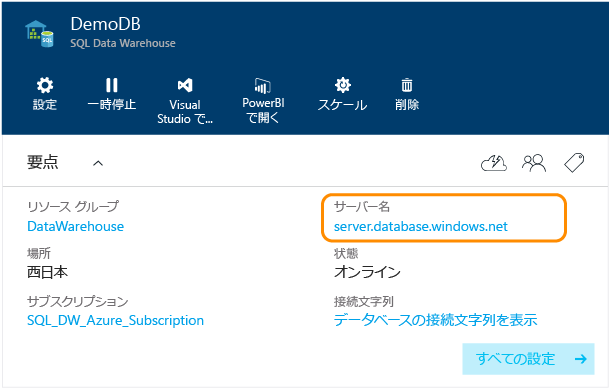 DemoDB
SQL Data Warehouse
設定
一時停止
Visual
Studio で...
PowerBI
で開く
スケール
削除
要点
リソース グループ
DataWarehouse
サーバー名
server.database.windows.net
場所
西日本
状態
オンライン
サブスクリプション
SQL_DW_Azure_Subscription
接続文字列
データベースの接続文字列を表示
すべての設定